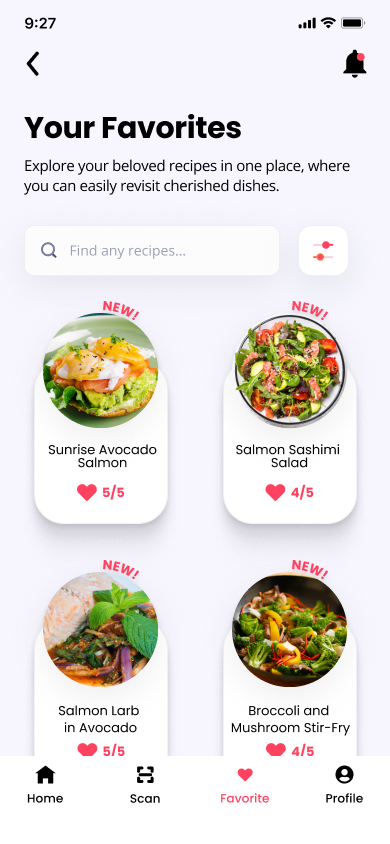 9:27
Your Favorites
Explore your beloved recipes in one place, where
you can easily revisit cherished dishes.
Find any recipes...
NEW!
NEW!
Sunrise Avocado
Salmon
Salmon Sashimi
Salad
5/5
4/5
NEW!
NEW!
Salmon Larb
in Avocado
Broccoli and
Mushroom Stir-Fry
5/5
4/5
Home
Scan
Favorite
Profile